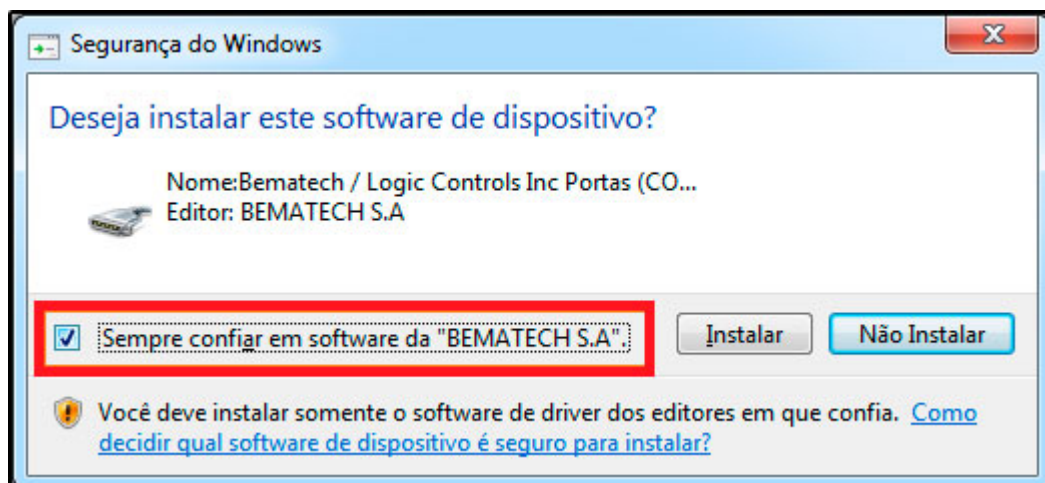 Segurança do Windows
Deseja instalar este software de dispositivo?
Nome:Bematech / Logic Controls Inc Portas (CO...
Editor: BEMATECH S.A
Sempre confiar em software da "BEMATECH S.A".
Instalar
Não Instalar
Você deve instalar somente o software de driver dos editores em que confia. Como
decidir qual software de dispositivo é seguro para instalar?